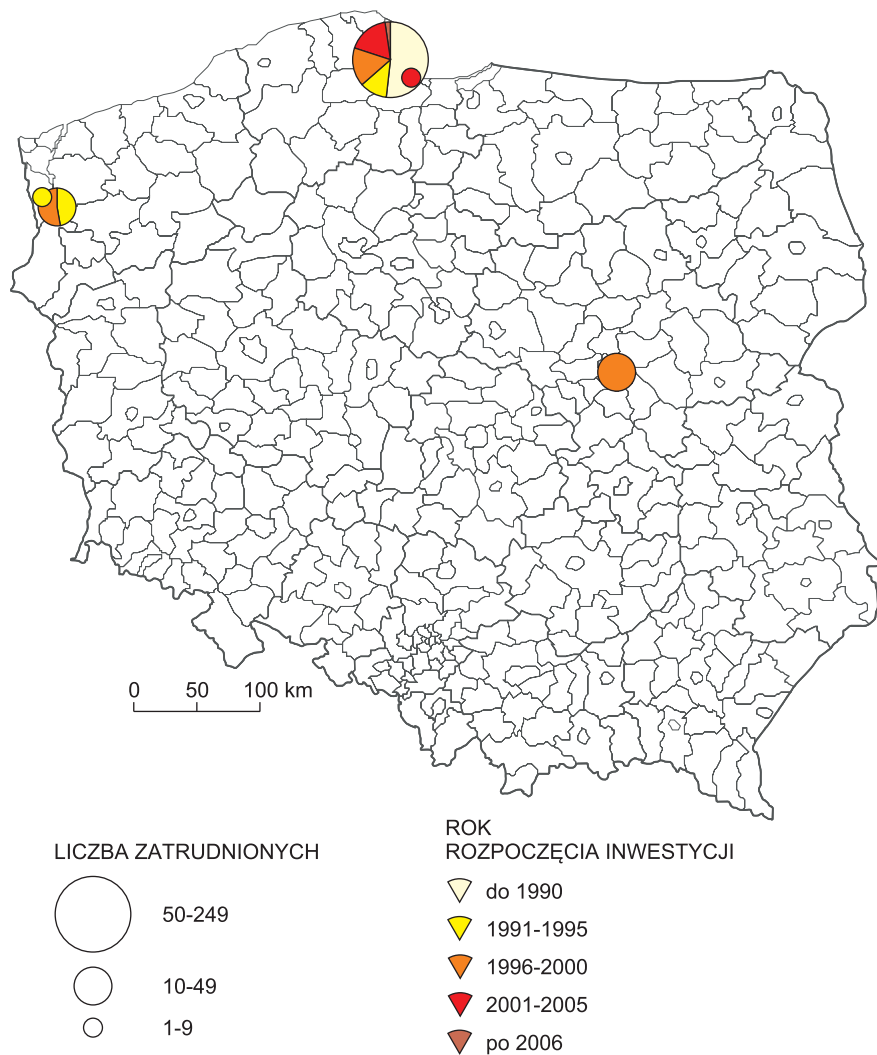 0 50 100 km
LICZBA ZATRUDNIONYCH
50-249
10-49
1-9
ROK
ROZPOCZĘCIA INWESTYCJI
do 1990
1991-1995
1996-2000
2001-2005
po 2006